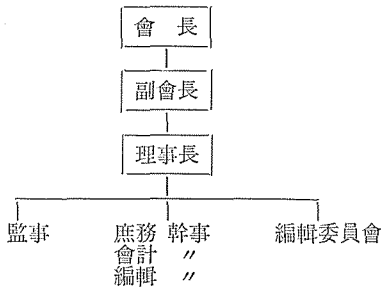 會 長
副會長
理事長
監事 庶務 幹事 編輯委員會
會計 〃
編輯 〃